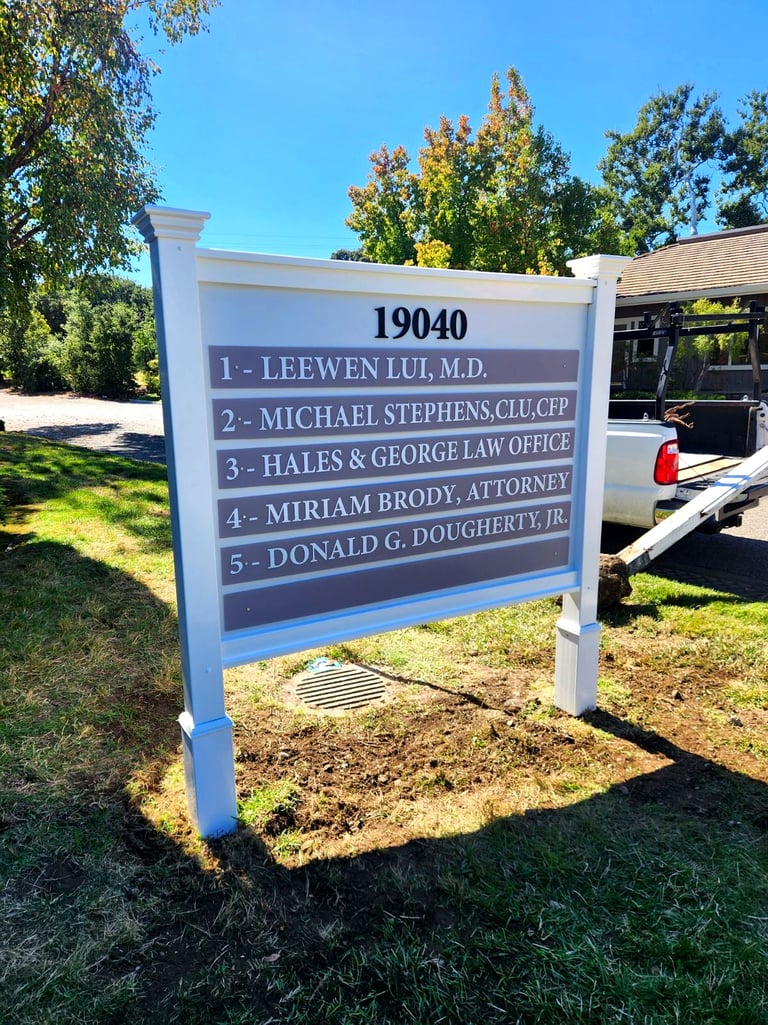 19040
1 - LEEWEN LUI, M.D.
2 - MICHAEL STEPHENS,CLU,CFP
3 - HALES & GEORGE LAW OFFICE
4 - MIRIAM BRODY, ATTORNEY
5 - DONALD G. DOUGHERTY, JR.